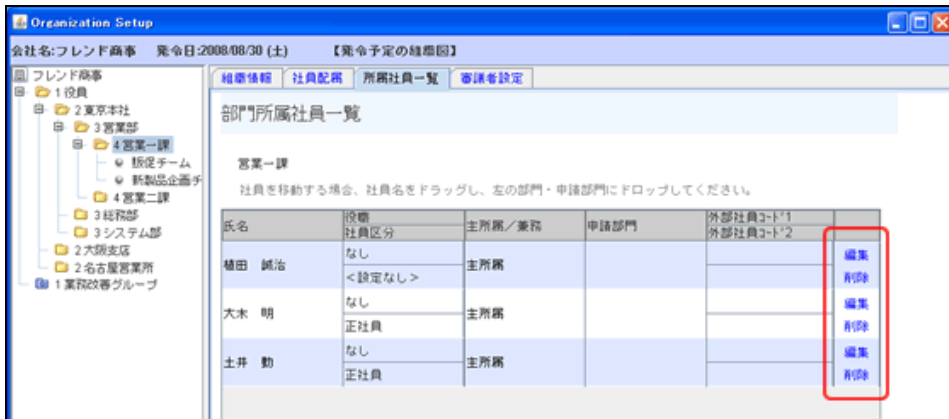 Organization Setup
会社名:フレンド商事　発令日:2008/08/30 (土)　【発令予定の組織図】
フレンド商事
1 役員
2 東京本社
3 営業部
4 営業一課
販促チーム
新製品企画チ
4 営業二課
3 総務部
3 システム部
2 大阪支店
2 名古屋営業所
1 業務改善グループ
組織情報　社員配属　所属社員一覧　審議者設定
部門所属社員一覧
営業一課
社員を移動する場合、社員名をドラッグし、左の部門・申請部門にドロップしてください。
氏名　役職　主所属／兼務　申請部門　外部社員コード1
社員区分　外部社員コード2
植田　誠治　なし　主所属　編集
<設定なし>　削除
大木　明　なし　主所属　編集
正社員　削除
土井　勤　なし　主所属　編集
正社員　削除